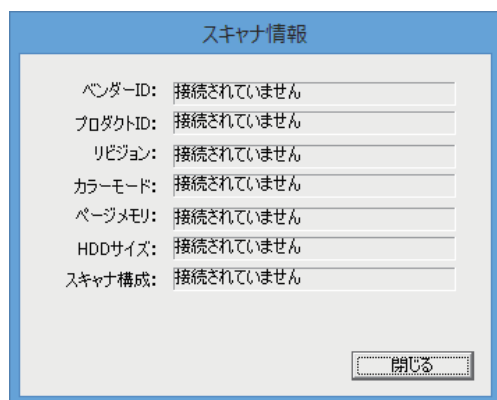 スキャナ情報
ベンダーID: 接続されていません
プロダクトID: 接続されていません
リビジョン: 接続されていません
カラーモード: 接続されていません
ページメモリ: 接続されていません
HDDサイズ: 接続されていません
スキャナ構成: 接続されていません
閉じる